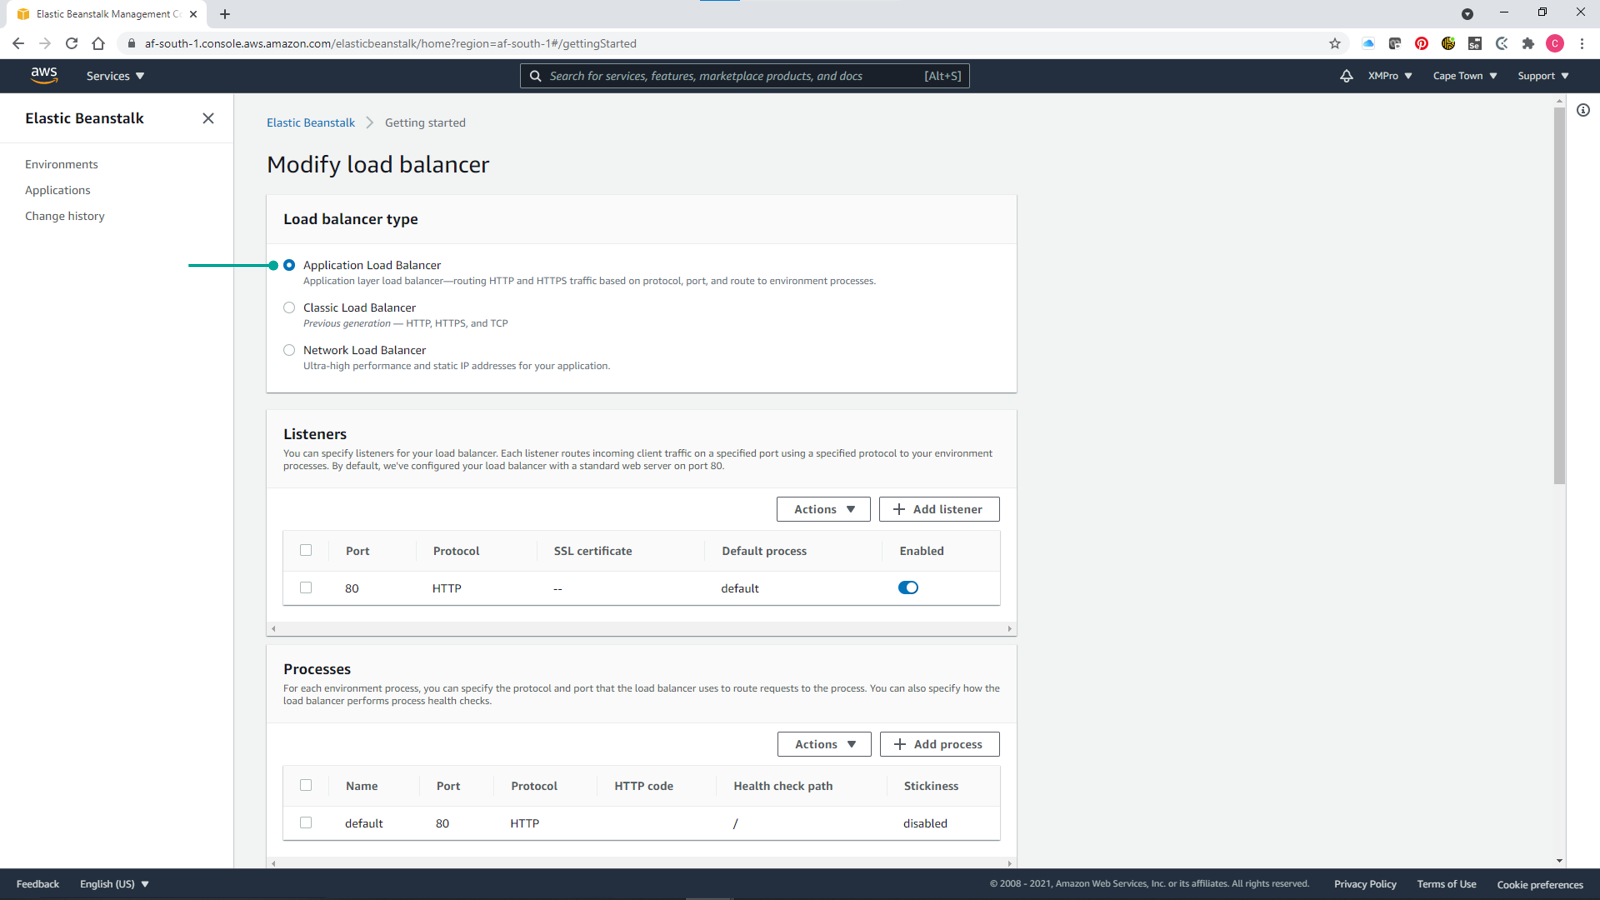 Elastic Beanstalk Management Co
af-south-1.console.aws.amazon.com/elasticbeanstalk/home?region=af-south-1#/gettingStarted
aws
Services
Search for services, features, marketplace products, and docs
[Alt+S]
XMPro
Cape Town
Support
Elastic Beanstalk
Environments
Applications
Change history
Elastic Beanstalk
Getting started
Modify load balancer
Load balancer type
Application Load Balancer
Application layer load balancer—routing HTTP and HTTPS traffic based on protocol, port, and route to environment processes.
Classic Load Balancer
Previous generation — HTTP, HTTPS, and TCP
Network Load Balancer
Ultra-high performance and static IP addresses for your application.
Listeners
You can specify listeners for your load balancer. Each listener routes incoming client traffic on a specified port using a specified protocol to your environment
processes. By default, we've configured your load balancer with a standard web server on port 80.
Actions
Add listener
Port Protocol SSL certificate Default process Enabled
80 HTTP -- default
Processes
For each environment process, you can specify the protocol and port that the load balancer uses to route requests to the process. You can also specify how the
load balancer performs process health checks.
Actions
Add process
Name Port Protocol HTTP code Health check path Stickiness
default 80 HTTP / disabled
Feedback
English (US)
© 2008 - 2021, Amazon Web Services, Inc. or its affiliates. All rights reserved.
Privacy Policy
Terms of Use
Cookie preferences